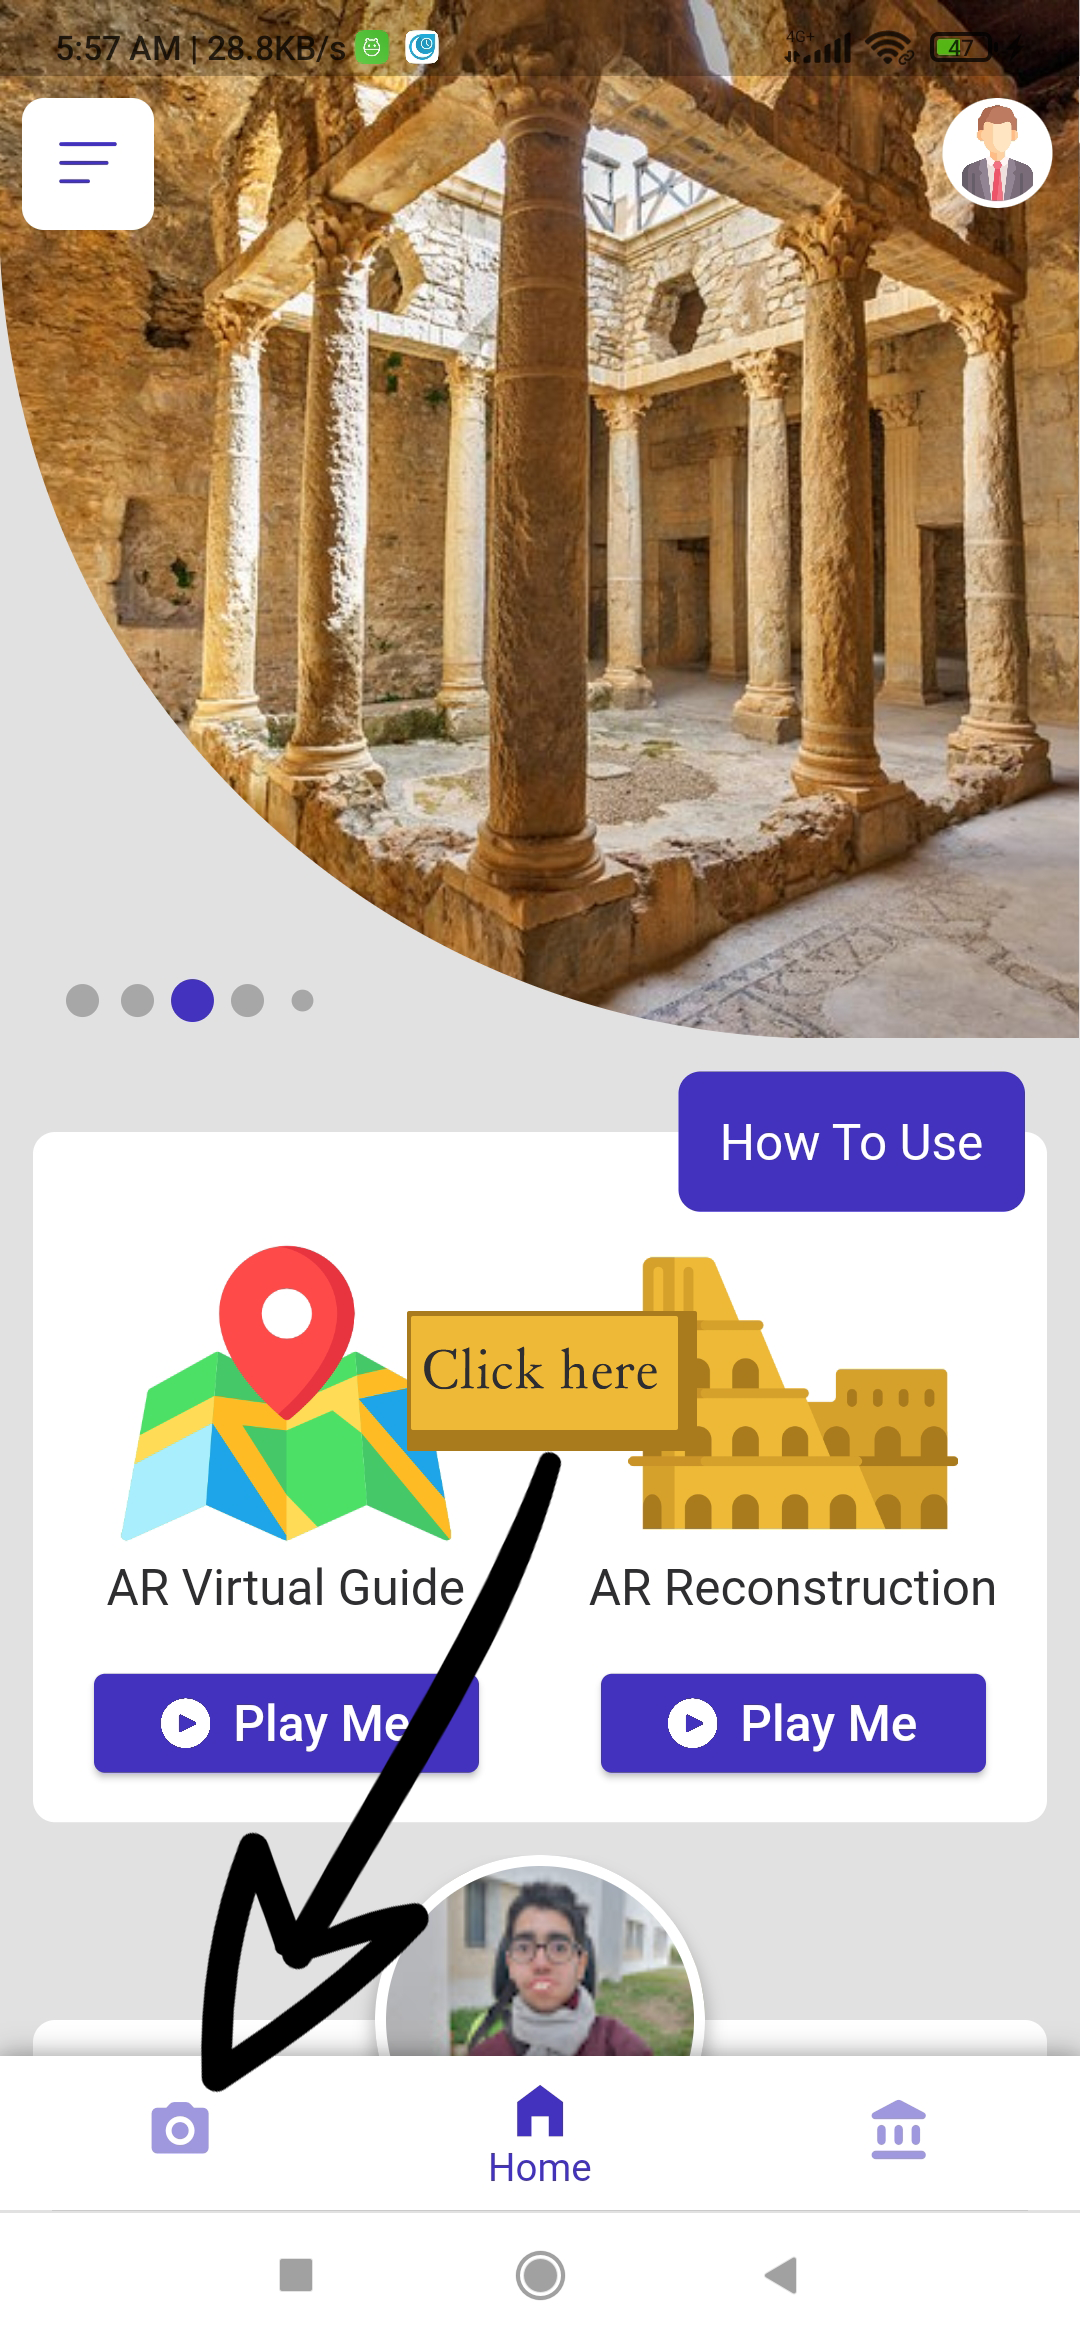 5:57 AM | 28.8KB/s
4G+
47
How To Use
Click here
AR Virtual Guide
AR Reconstruction
Play Me
Play Me
Home